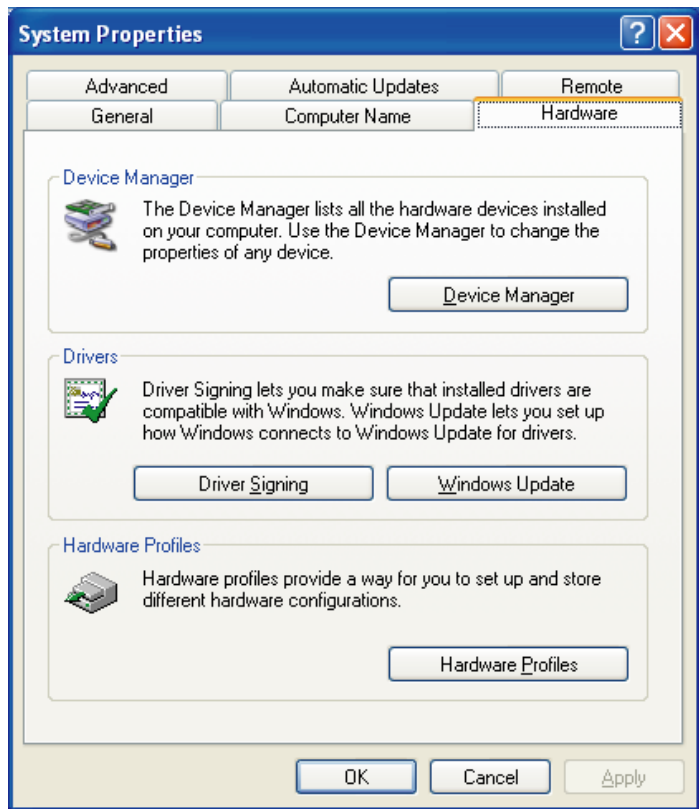 System Properties
Advanced Automatic Updates Remote
General Computer Name Hardware
Device Manager
The Device Manager lists all the hardware devices installed
on your computer. Use the Device Manager to change the
properties of any device.
Device Manager
Drivers
Driver Signing lets you make sure that installed drivers are
compatible with Windows. Windows Update lets you set up
how Windows connects to Windows Update for drivers.
Driver Signing Windows Update
Hardware Profiles
Hardware profiles provide a way for you to set up and store
different hardware configurations.
Hardware Profiles
OK Cancel Apply